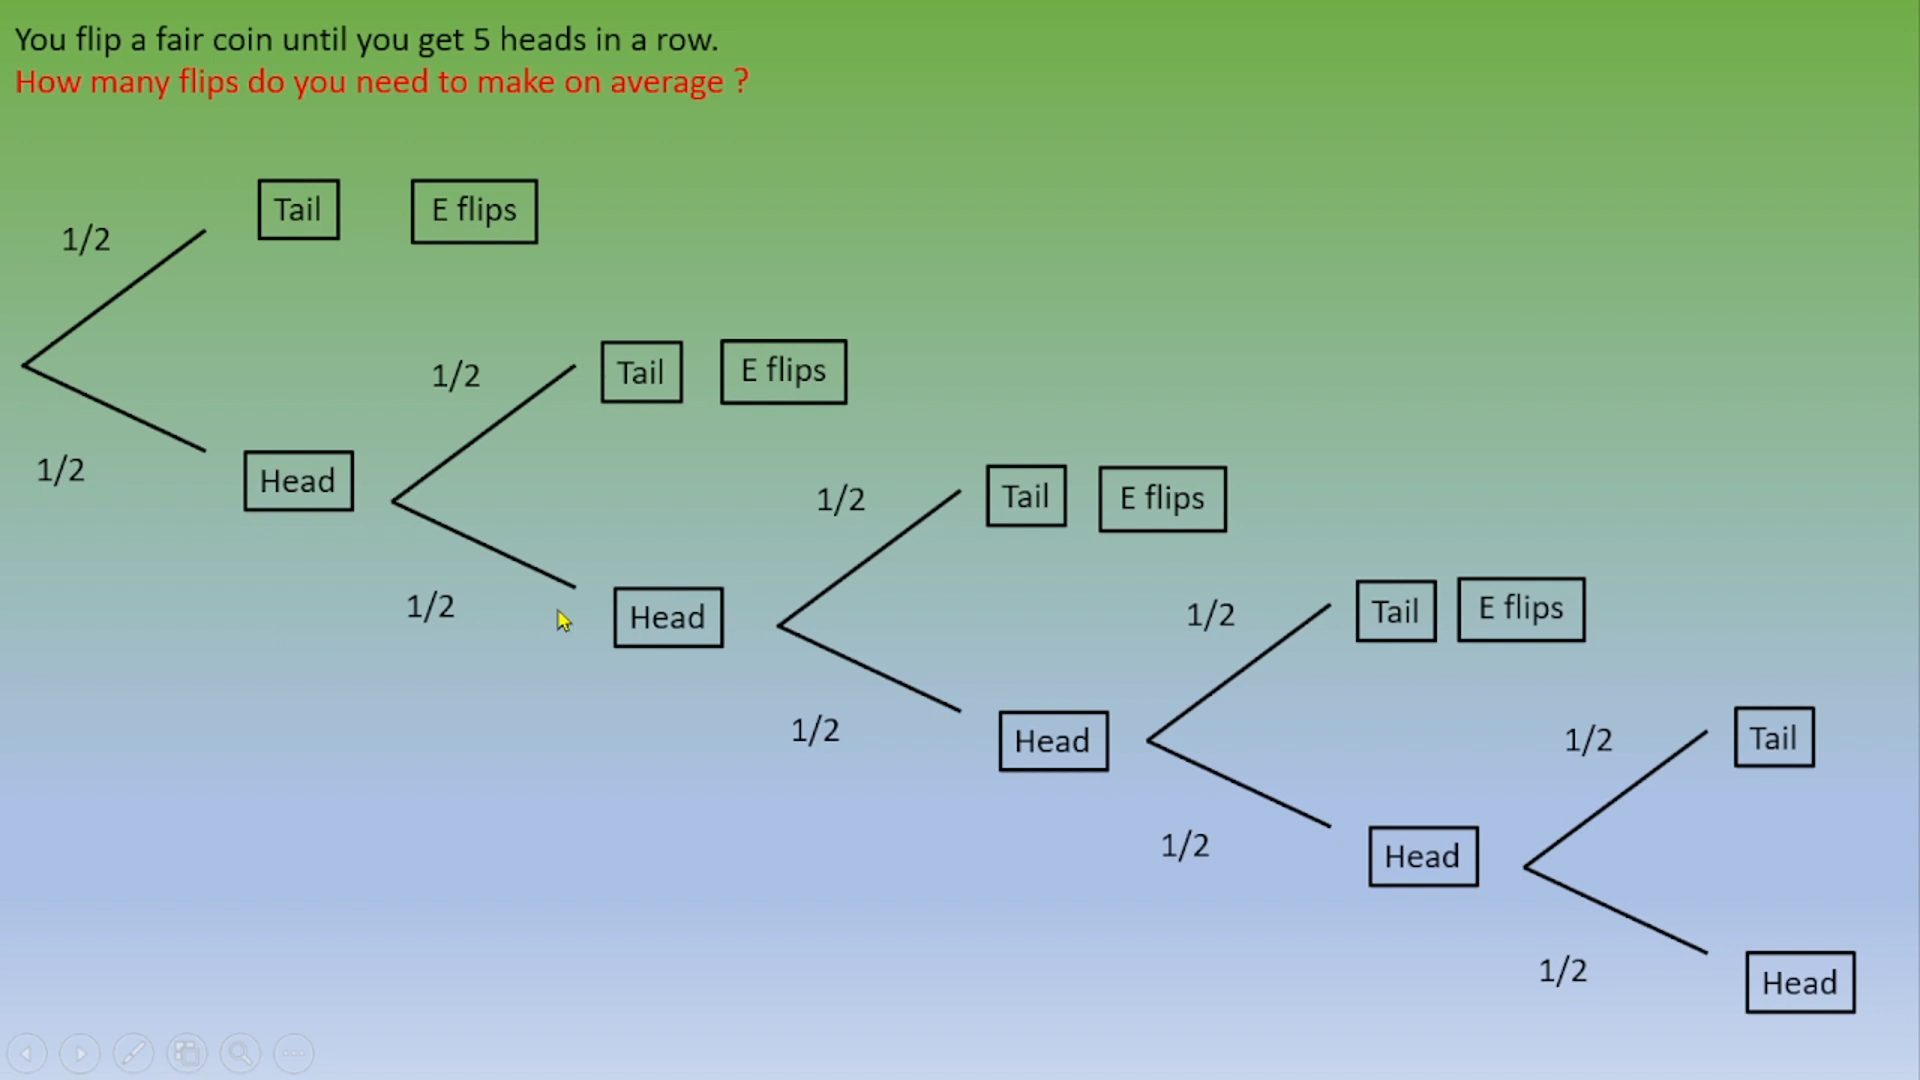 You flip a fair coin until you get 5 heads in a row.
How many flips do you need to make on average ?
1/2
Tail
E flips
1/2
Head
1/2
Tail
E flips
1/2
Head
1/2
Tail
E flips
1/2
Head
1/2
Tail
E flips
1/2
Head
1/2
Tail
1/2
Head